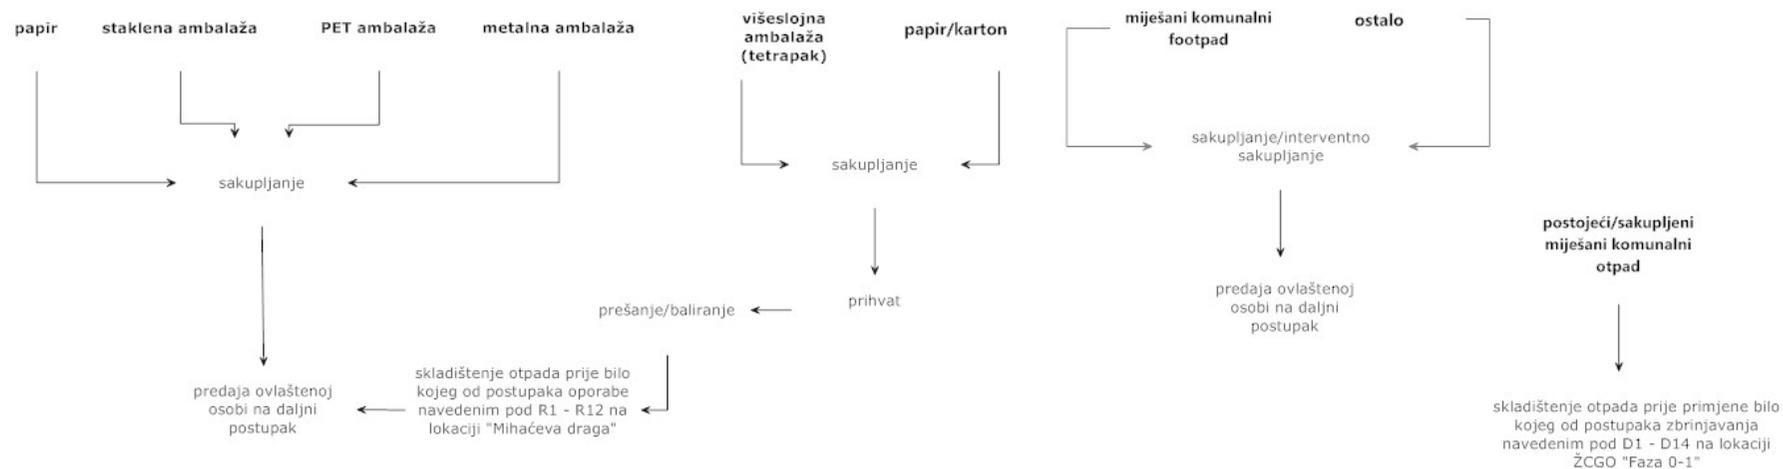 papir
staklena ambalaža
PET ambalaža
metalna ambalaža
višeslojna
ambalaža
(tetrapak)
papir/karton
miješani komunalni
footpad
ostalo
sakupljanje
sakupljanje
sakupljanje/interventno
sakupljanje
postojeći/sakupljeni
miješani komunalni
otpad
prešanje/baliranje
prihvat
predaja ovlaštenoj
osobi na daljni
postupak
predaja ovlaštenoj
osobi na daljni
postupak
skladištenje otpada prije bilo
kojeg od postupaka oporabe
navedenim pod R1 - R12 na
lokaciji "Mihaćeva draga"
skladištenje otpada prije primjene bilo
kojeg od postupaka zbrinjavanja
navedenim pod D1 - D14 na lokaciji
ŽCGO "Faza 0-1"